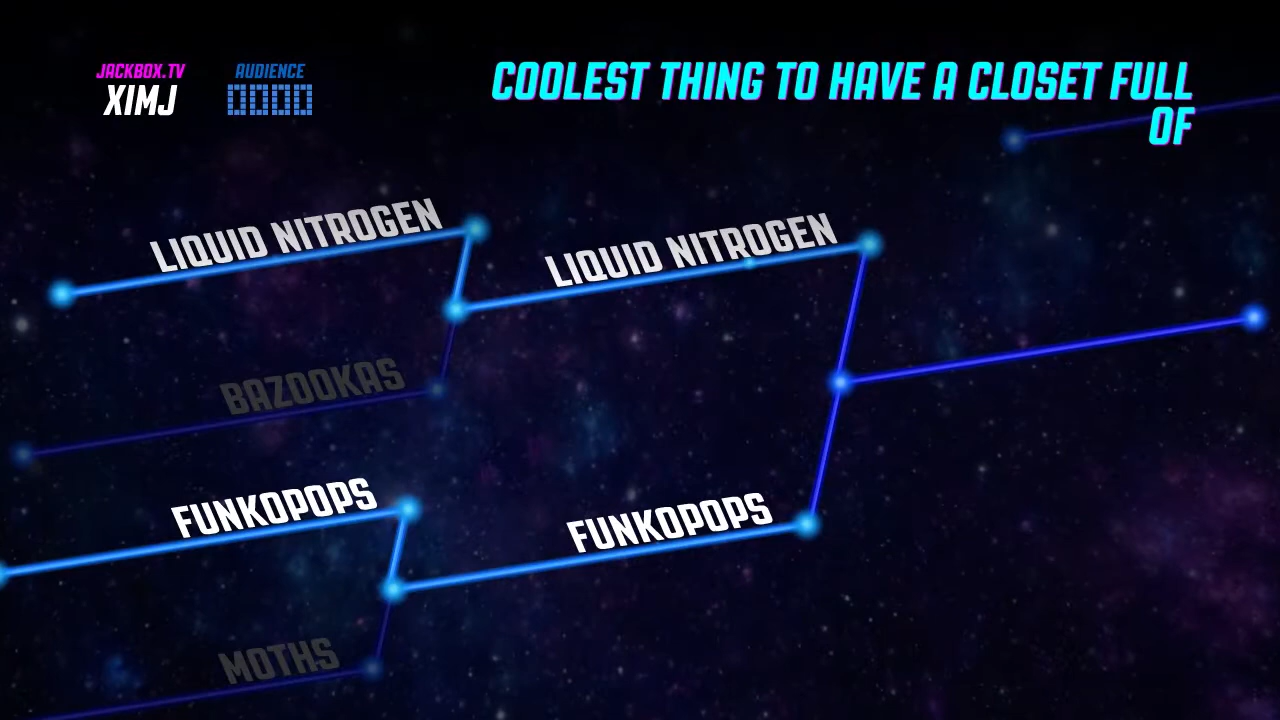 JACKBOX.TV
XIMJ
AUDIENCE
0000
COOLEST THING TO HAVE A CLOSET FULL
OF
LIQUID NITROGEN
LIQUID NITROGEN
BAZOOKAS
FUNKOPOPS
FUNKOPOPS
MOTHS